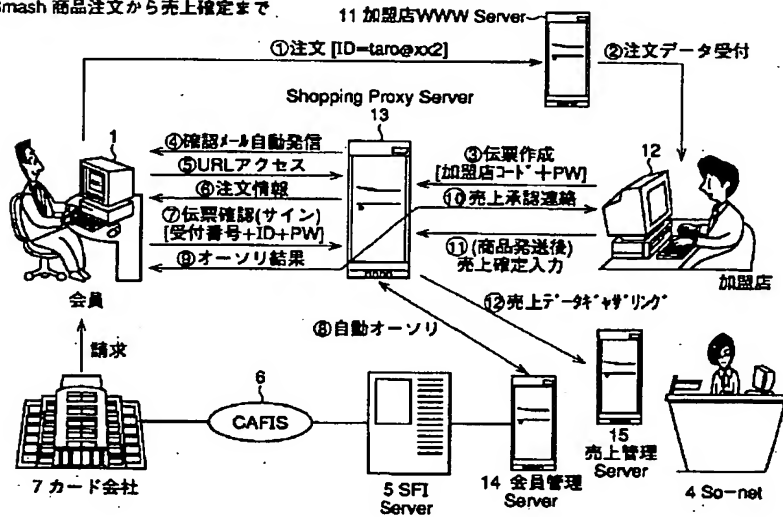 Smash 商品注文から売上確定まで
11 加盟店WWW Server
①注文 [ID=taro@xx2]
②注文データ受付
Shopping Proxy Server
13
1
④確認メール自動発信
⑤URLアクセス
⑥注文情報
⑦伝票確認(サイン)
[受付番号+ID+PW]
⑨オーソリ結果
会員
③伝票作成
[加盟店コード+PW]
⑩売上承認連絡
⑪(商品発送後)
売上確定入力
12
加盟店
⑫売上データギャザリング
⑧自動オーソリ
請求
6
CAFIS
7 カード会社
5 SFI
Server
14 会員管理
Server
15
売上管理
Server
4 So-net